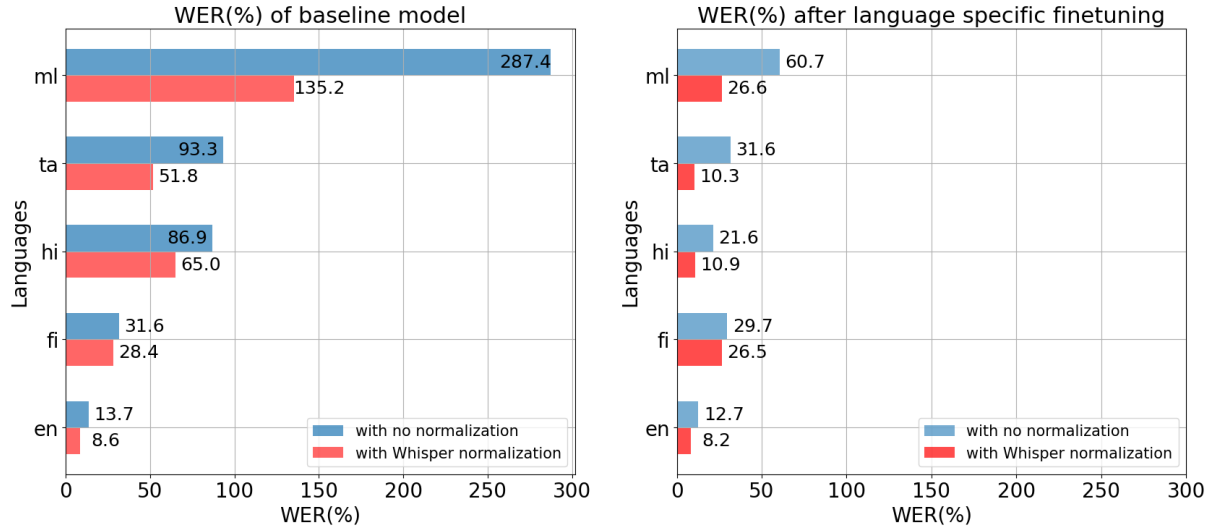 WER(%) of baseline model
Languages
ml
287.4
135.2
ta
93.3
51.8
hi
86.9
65.0
fi
31.6
28.4
en
13.7
8.6
with no normalization
with Whisper normalization
0 50 100 150 200 250 300
WER(%)
WER(%) after language specific finetuning
Languages
ml
60.7
26.6
ta
31.6
10.3
hi
21.6
10.9
fi
29.7
26.5
en
12.7
8.2
with no normalization
with Whisper normalization
0 50 100 150 200 250 300
WER(%)